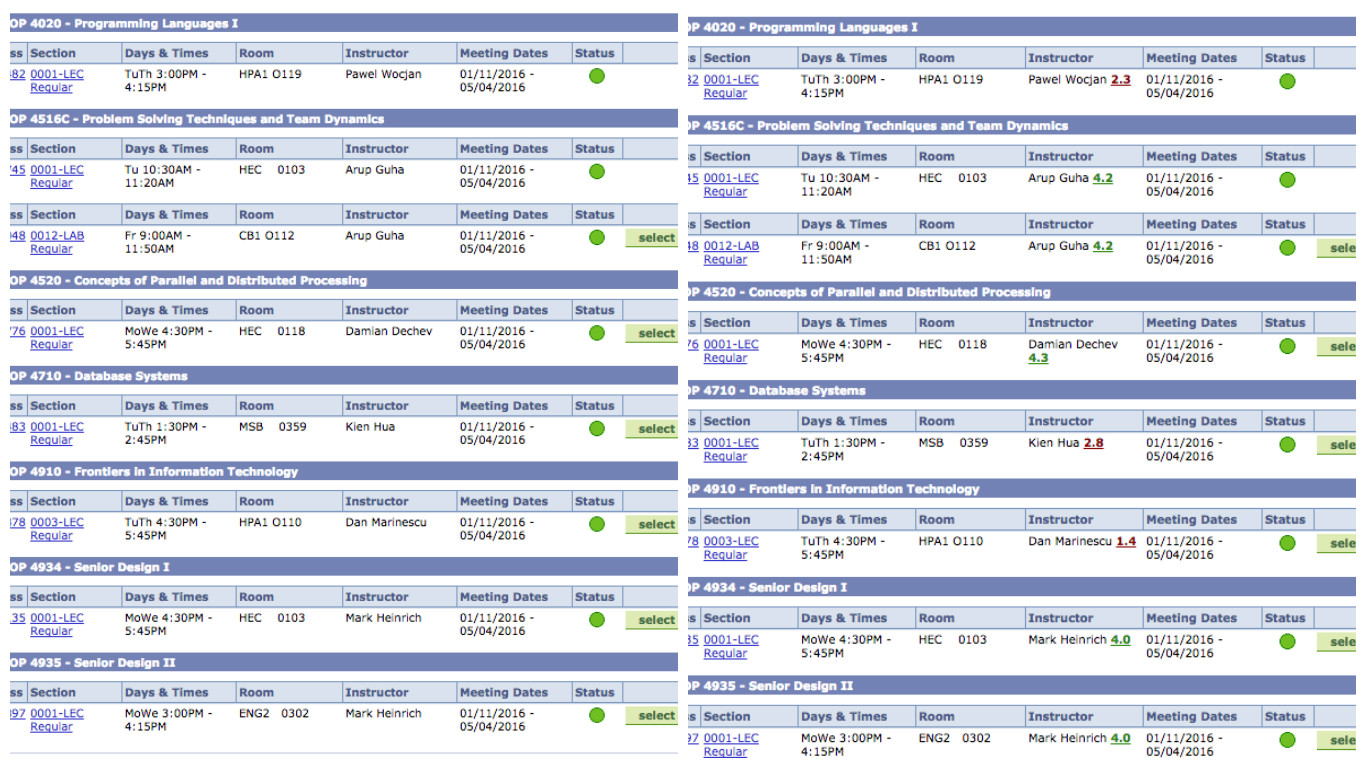 OP 4020 - Programming Languages I
ss Section Days & Times Room Instructor Meeting Dates Status
82 0001-LEC TuTh 3:00PM - HPA1 O119 Pawel Wocjan 01/11/2016 -
Regular 4:15PM 05/04/2016
OP 4516C - Problem Solving Techniques and Team Dynamics
ss Section Days & Times Room Instructor Meeting Dates Status
45 0001-LEC Tu 10:30AM - HEC 0103 Arup Guha 01/11/2016 -
Regular 11:20AM 05/04/2016
ss Section Days & Times Room Instructor Meeting Dates Status
48 0012-LAB Fr 9:00AM - CB1 O112 Arup Guha 01/11/2016 - select
Regular 11:50AM 05/04/2016
OP 4520 - Concepts of Parallel and Distributed Processing
ss Section Days & Times Room Instructor Meeting Dates Status
76 0001-LEC MoWe 4:30PM - HEC 0118 Damian Dechev 01/11/2016 - select
Regular 5:45PM 05/04/2016
OP 4710 - Database Systems
ss Section Days & Times Room Instructor Meeting Dates Status
83 0001-LEC TuTh 1:30PM - MSB 0359 Kien Hua 01/11/2016 - select
Regular 2:45PM 05/04/2016
OP 4910 - Frontiers in Information Technology
ss Section Days & Times Room Instructor Meeting Dates Status
78 0003-LEC TuTh 4:30PM - HPA1 O110 Dan Marinescu 01/11/2016 - select
Regular 5:45PM 05/04/2016
OP 4934 - Senior Design I
ss Section Days & Times Room Instructor Meeting Dates Status
35 0001-LEC MoWe 4:30PM - HEC 0103 Mark Heinrich 01/11/2016 - select
Regular 5:45PM 05/04/2016
OP 4935 - Senior Design II
ss Section Days & Times Room Instructor Meeting Dates Status
97 0001-LEC MoWe 3:00PM - ENG2 0302 Mark Heinrich 01/11/2016 - select
Regular 4:15PM 05/04/2016
OP 4020 - Programming Languages I
s Section Days & Times Room Instructor Meeting Dates Status
2 0001-LEC TuTh 3:00PM - HPA1 O119 Pawel Wocjan 2.3 01/11/2016 -
Regular 4:15PM 05/04/2016
OP 4516C - Problem Solving Techniques and Team Dynamics
s Section Days & Times Room Instructor Meeting Dates Status
45 0001-LEC Tu 10:30AM - HEC 0103 Arup Guha 4.2 01/11/2016 -
Regular 11:20AM 05/04/2016
s Section Days & Times Room Instructor Meeting Dates Status
8 0012-LAB Fr 9:00AM - CB1 O112 Arup Guha 4.2 01/11/2016 - sele
Regular 11:50AM 05/04/2016
OP 4520 - Concepts of Parallel and Distributed Processing
s Section Days & Times Room Instructor Meeting Dates Status
6 0001-LEC MoWe 4:30PM - HEC 0118 Damian Dechev 01/11/2016 - sele
Regular 5:45PM 4.3 05/04/2016
OP 4710 - Database Systems
s Section Days & Times Room Instructor Meeting Dates Status
3 0001-LEC TuTh 1:30PM - MSB 0359 Kien Hua 2.8 01/11/2016 - sele
Regular 2:45PM 05/04/2016
OP 4910 - Frontiers in Information Technology
s Section Days & Times Room Instructor Meeting Dates Status
8 0003-LEC TuTh 4:30PM - HPA1 O110 Dan Marinescu 1.4 01/11/2016 - sele
Regular 5:45PM 05/04/2016
OP 4934 - Senior Design I
s Section Days & Times Room Instructor Meeting Dates Status
5 0001-LEC MoWe 4:30PM - HEC 0103 Mark Heinrich 4.0 01/11/2016 - sele
Regular 5:45PM 05/04/2016
OP 4935 - Senior Design II
s Section Days & Times Room Instructor Meeting Dates Status
97 0001-LEC MoWe 3:00PM - ENG2 0302 Mark Heinrich 4.0 01/11/2016 - sele
Regular 4:15PM 05/04/2016